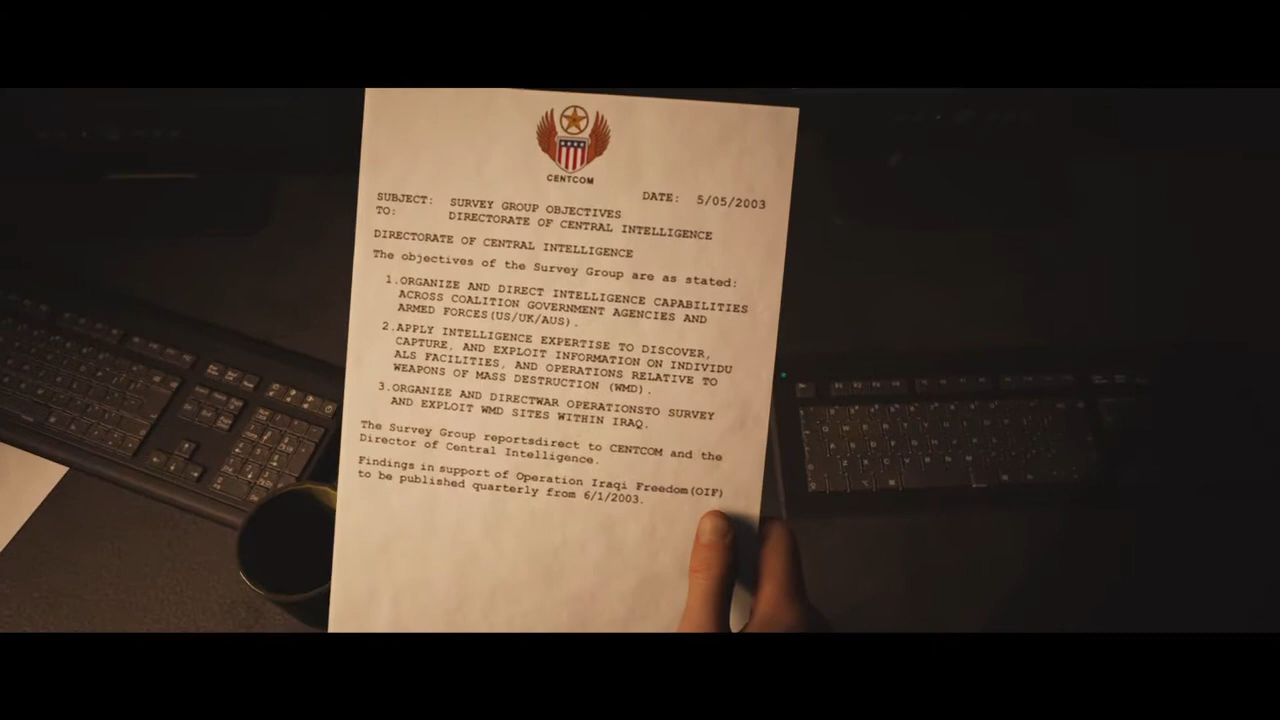 CENTCOM
DATE: 5/05/2003
SUBJECT: SURVEY GROUP OBJECTIVES
TO: DIRECTORATE OF CENTRAL INTELLIGENCE
DIRECTORATE OF CENTRAL INTELLIGENCE
The objectives of the Survey Group are as stated:
1.ORGANIZE AND DIRECT INTELLIGENCE CAPABILITIES
ACROSS COALITION GOVERNMENT AGENCIES AND
ARMED FORCES(US/UK/AUS).
2.APPLY INTELLIGENCE EXPERTISE TO DISCOVER,
CAPTURE, AND EXPLOIT INFORMATION ON INDIVIDU
ALS FACILITIES, AND OPERATIONS RELATIVE TO
WEAPONS OF MASS DESTRUCTION (WMD).
3.ORGANIZE AND DIRECTWAR OPERATIONSTO SURVEY
AND EXPLOIT WMD SITES WITHIN IRAQ.
The Survey Group reportsdirect to CENTCOM and the
Director of Central Intelligence.
Findings in support of Operation Iraqi Freedom(OIF)
to be published quarterly from 6/1/2003.